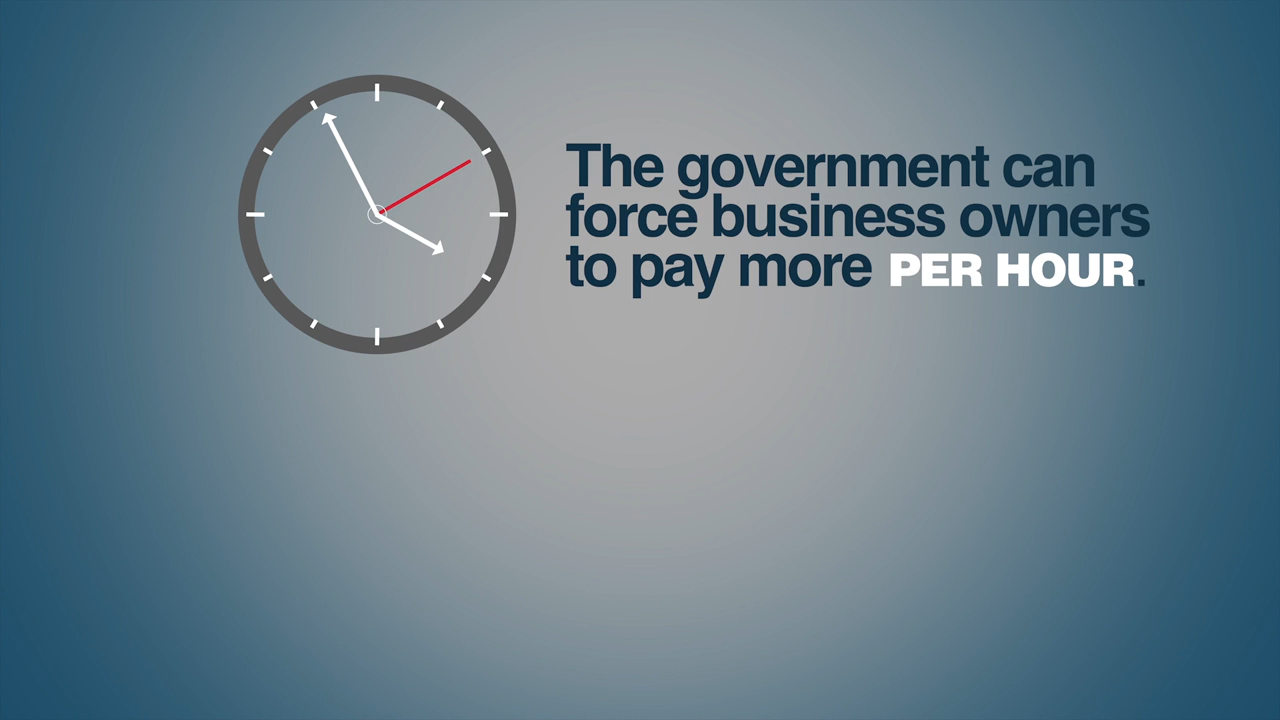 The government can
force business owners
to pay more PER HOUR.